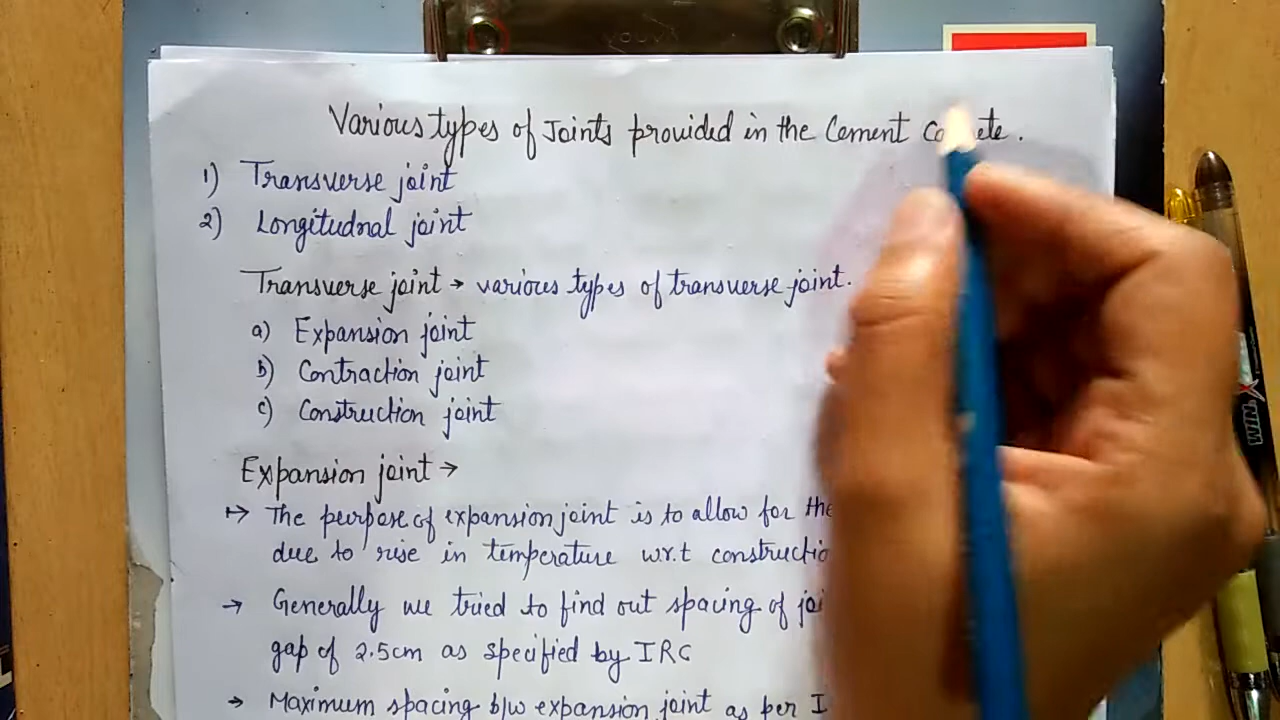 Various types of Joints provided in the Cement
1) Transverse joint
2) Longitudnal joint
Transverse joint → various types of transverse joint.
a) Expansion joint
b) Contraction joint
c) Construction joint
Expansion joint →
↦ The purpose of expansion joint is to allow for the
due to rise in temperature w.r.t
→ Generally we tried to find out spacing of
gap of 2.5cm as specified by IRC
→ Maximum spacing b/w expansion joint as per
WIN